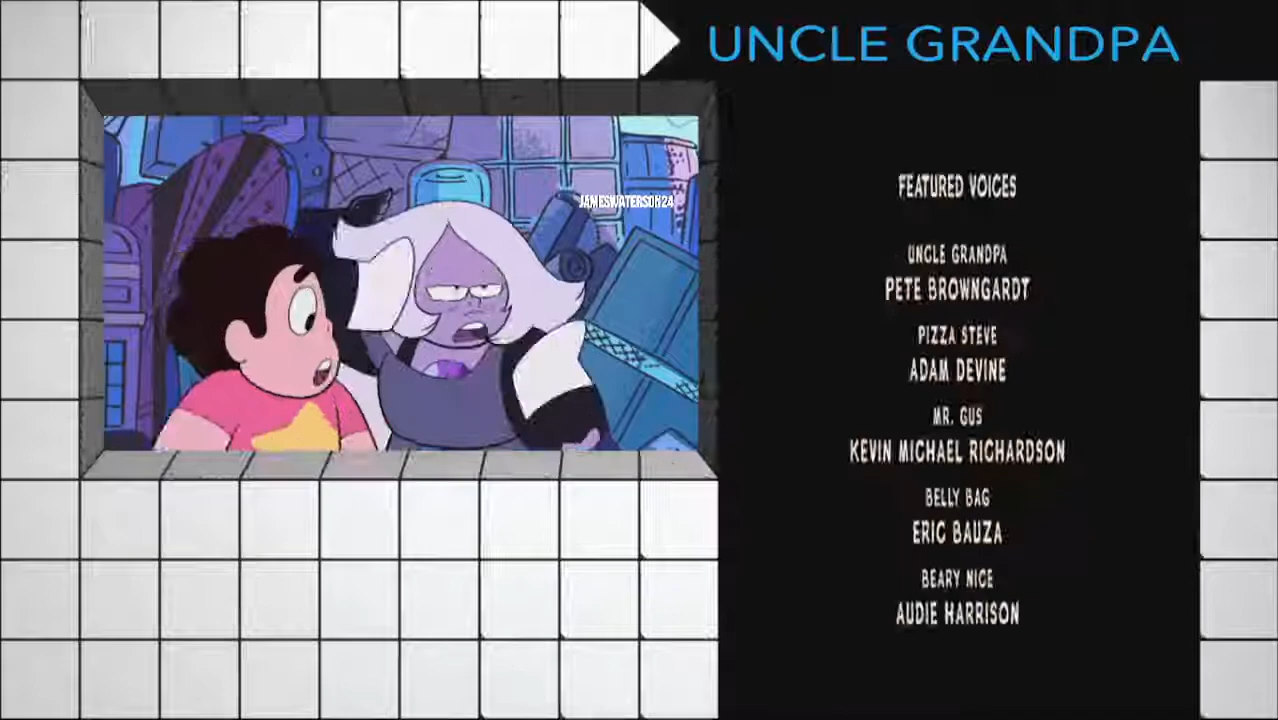 UNCLE GRANDPA
JAMESWATERSON24
FEATURED VOICES
UNCLE GRANDPA
PETE BROWNGARDT
PIZZA STEVE
ADAM DEVINE
MR. GUS
KEVIN MICHAEL RICHARDSON
BELLY BAG
ERIC BAUZA
BEARY NICE
AUDIE HARRISON